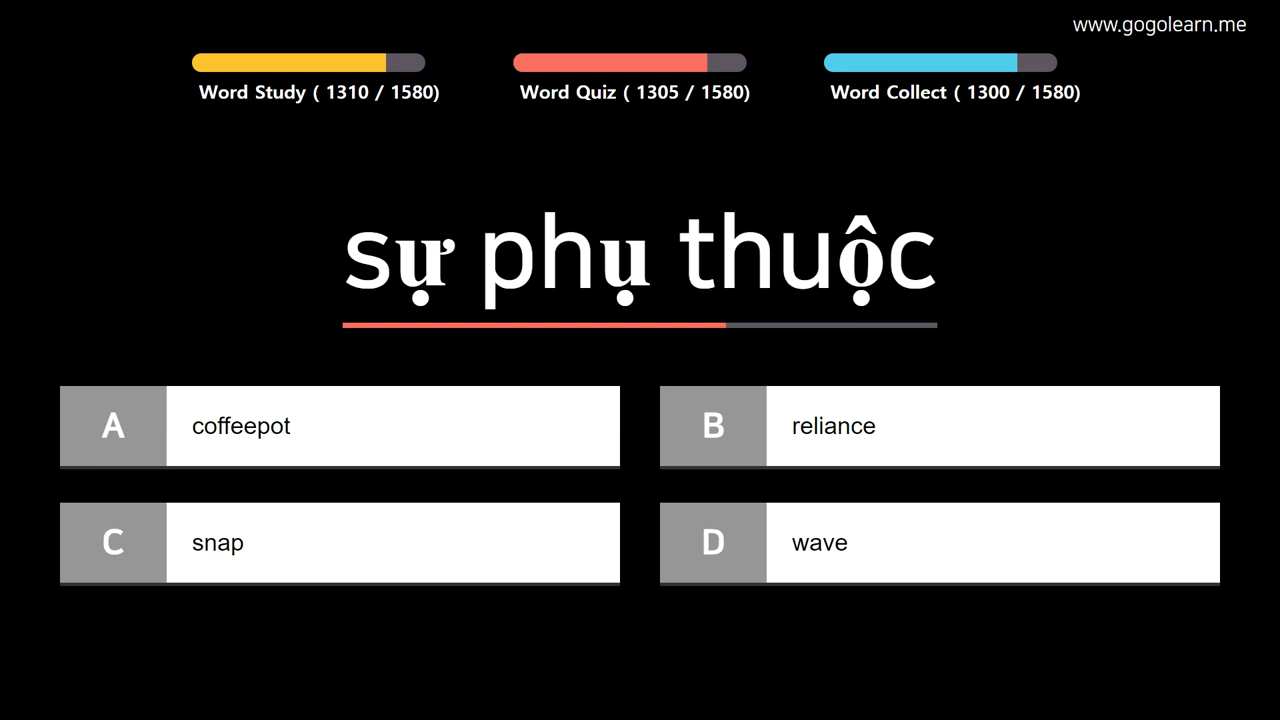 www.gogolearn.me
Word Study ( 1310 / 1580)
Word Quiz ( 1305 / 1580)
Word Collect ( 1300 / 1580)
sự phụ thuộc
A coffeepot
B reliance
C snap
D wave